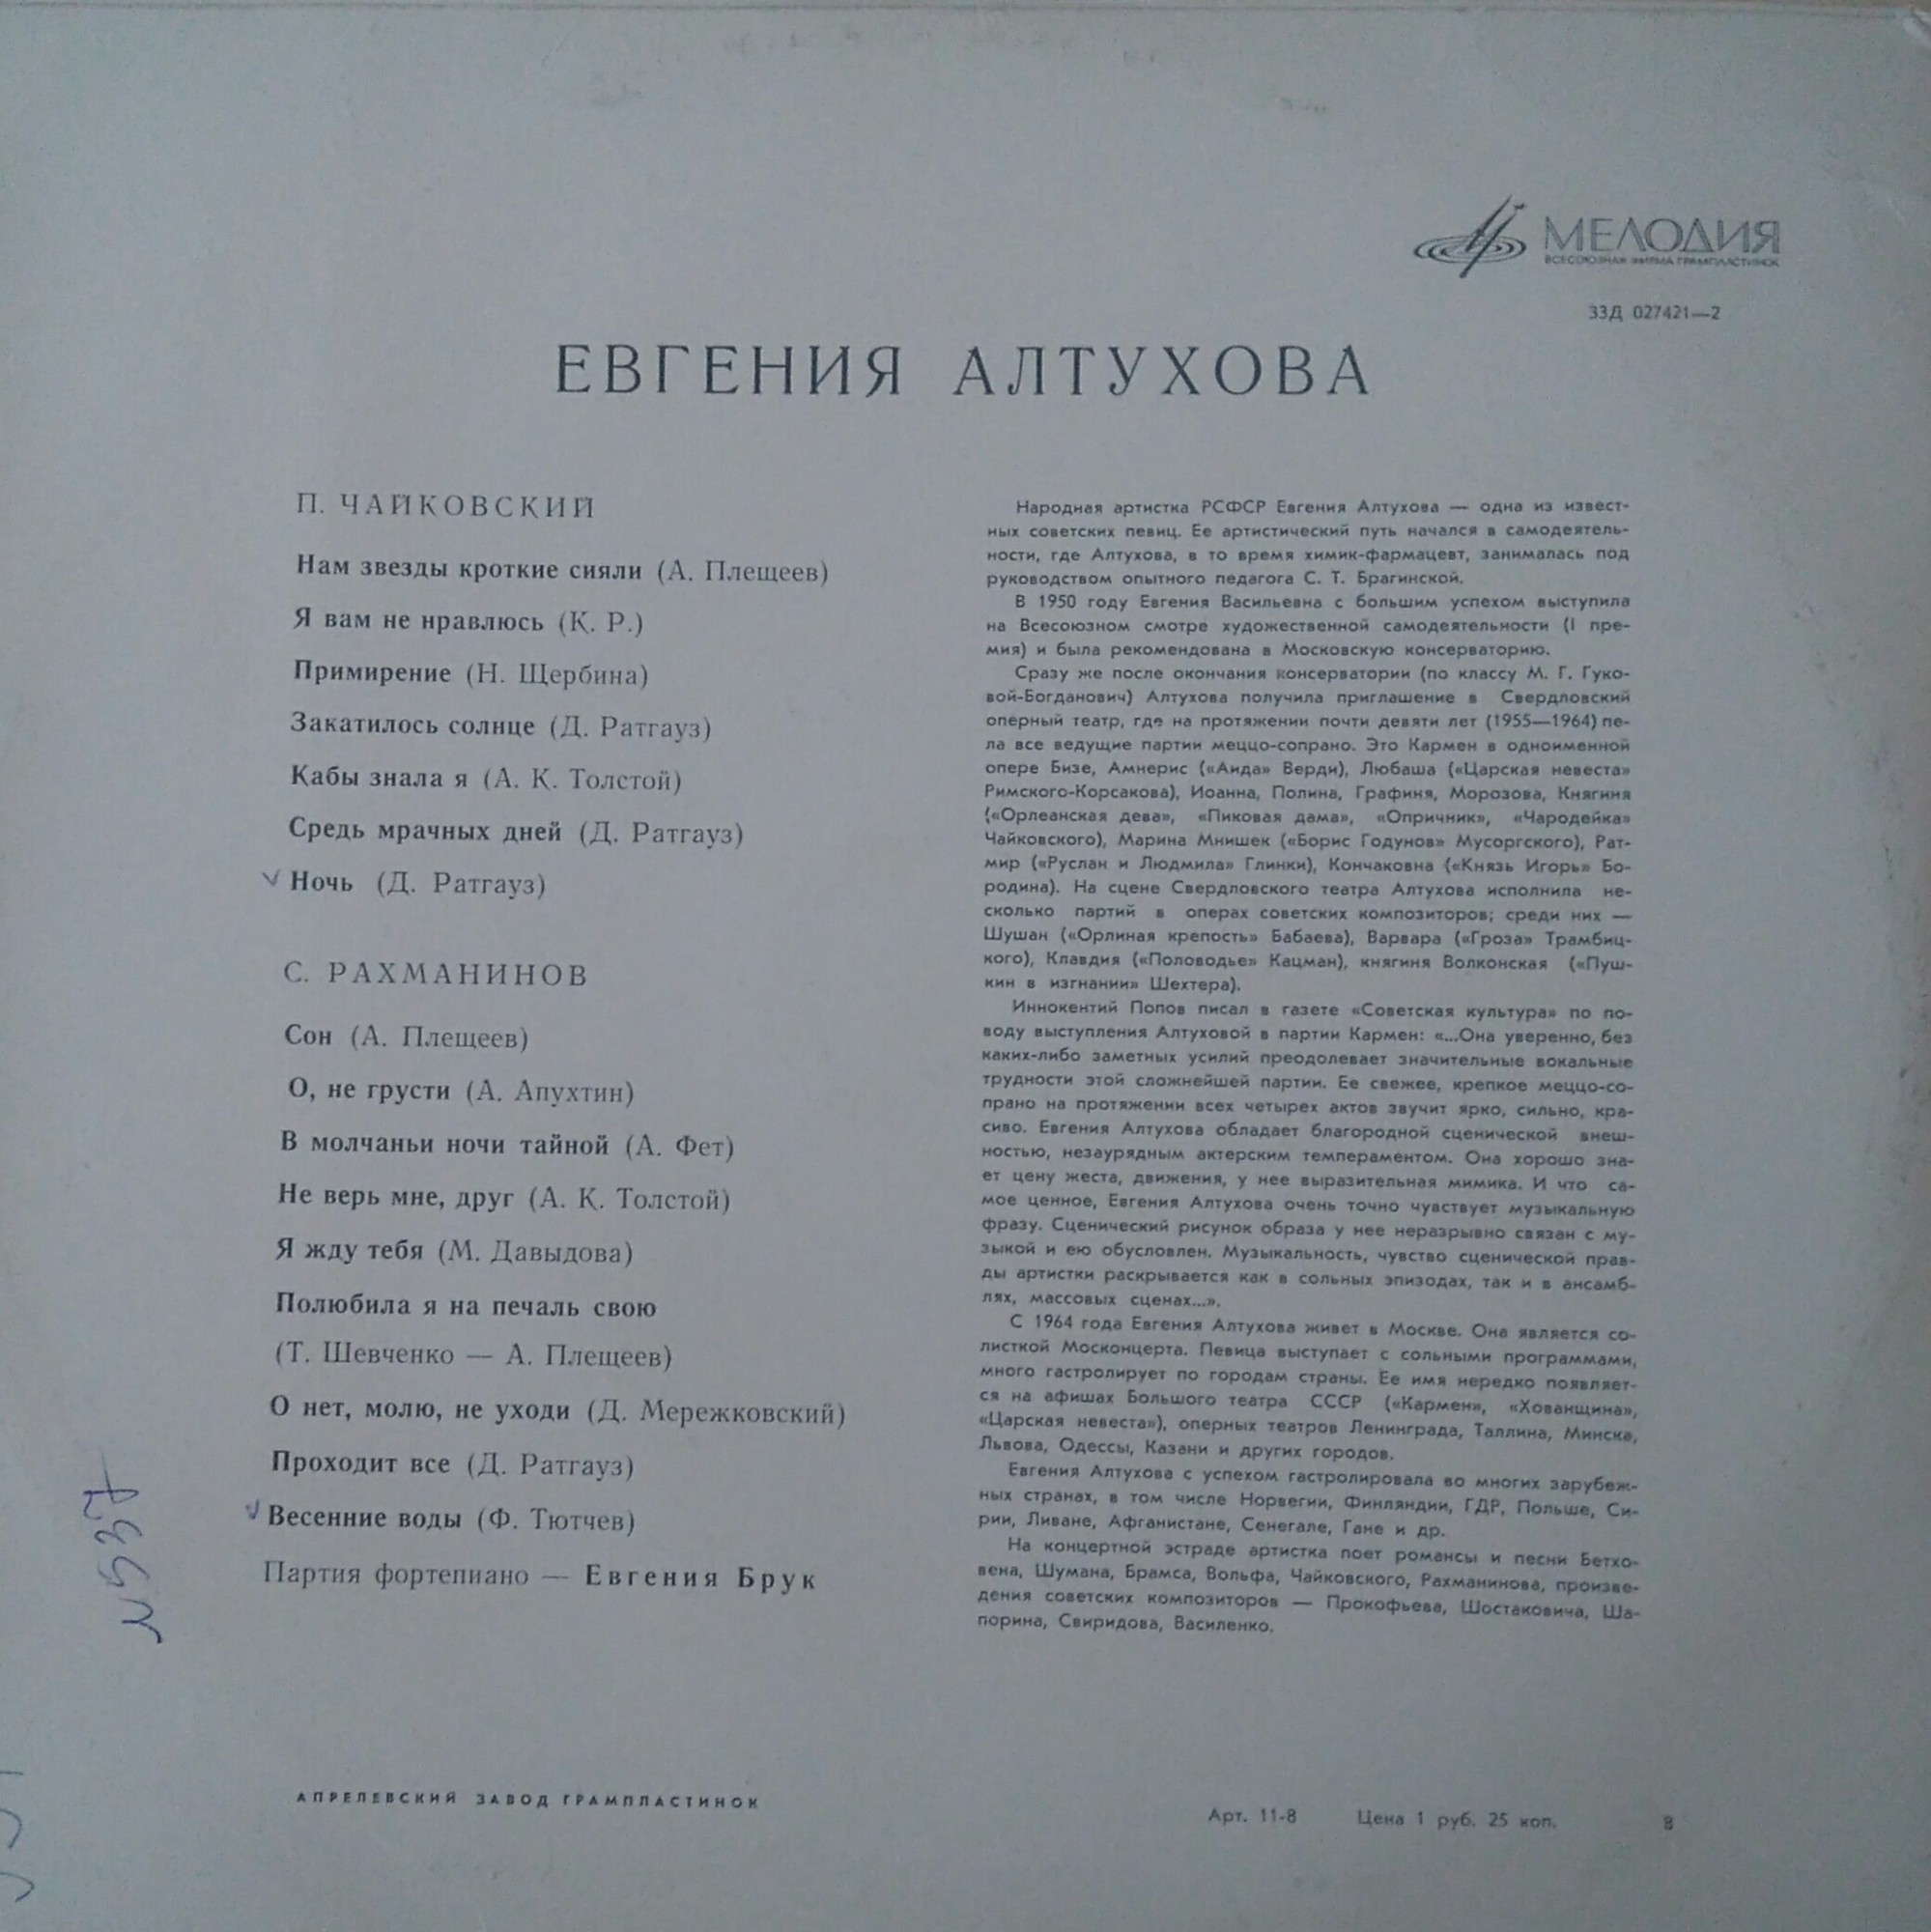 МЕЛОДИЯ
ВСЕСОЮЗНАЯ ФИРМА ГРАМПЛАСТИНОК
33Д 027421—2
ЕВГЕНИЯ АЛТУХОВА
П. ЧАЙКОВСКИЙ
Нам звезды кроткие сияли (А. Плещеев)
Я вам не нравлюсь (К. Р.)
Примирение (Н. Щербина)
Закатилось солнце (Д. Ратгауз)
Кабы знала я (А. К. Толстой)
Средь мрачных дней (Д. Ратгауз)
Ночь (Д. Ратгауз)
С. РАХМАНИНОВ
Сон (А. Плещеев)
О, не грусти (А. Апухтин)
В молчаньи ночи тайной (А. Фет)
Не верь мне, друг (А. К. Толстой)
Я жду тебя (М. Давыдова)
Полюбила я на печаль свою
(Т. Шевченко — А. Плещеев)
О нет, молю, не уходи (Д. Мережковский)
Проходит все (Д. Ратгауз)
Весенние воды (Ф. Тютчев)
Партия фортепиано — Евгения Брук
Народная артистка РСФСР Евгения Алтухова — одна из извест-
ных советских певиц. Ее артистический путь начался в самодеятель-
ности, где Алтухова, в то время химик-фармацевт, занималась под
руководством опытного педагога С. Т. Брагинской.
В 1950 году Евгения Васильевна с большим успехом выступила
на Всесоюзном смотре художественной самодеятельности (I пре-
мия) и была рекомендована в Московскую консерваторию.
Сразу же после окончания консерватории (по классу М. Г. Гуко-
вой-Богданович) Алтухова получила приглашение в Свердловский
оперный театр, где на протяжении почти девяти лет (1955—1964) пе-
ла все ведущие партии меццо-сопрано. Это Кармен в одноименной
опере Бизе, Амнерис («Аида» Верди), Любаша («Царская невеста»
Римского-Корсакова), Иоанна, Полина, Графиня, Морозова, Княгиня
(«Орлеанская дева», «Пиковая дама», «Опричник», «Чародейка»
Чайковского), Марина Мнишек («Борис Годунов» Мусоргского), Рат-
мир («Руслан и Людмила» Глинки), Кончаковна («Князь Игорь» Бо-
родина). На сцене Свердловского театра Алтухова исполнила не-
сколько партий в операх советских композиторов; среди них —
Шушан («Орлиная крепость» Бабаева), Варвара («Гроза» Трамбиц-
кого), Клавдия («Половодье» Кацман), княгиня Волконская («Пуш-
кин в изгнании» Шехтера).
Иннокентий Попов писал в газете «Советская культура» по по-
воду выступления Алтуховой в партии Кармен: «...Она уверенно, без
каких-либо заметных усилий преодолевает значительные вокальные
трудности этой сложнейшей партии. Ее свежее, крепкое меццо-со-
прано на протяжении всех четырех актов звучит ярко, сильно, кра-
сиво. Евгения Алтухова обладает благородной сценической внеш-
ностью, незаурядным актерским темпераментом. Она хорошо зна-
ет цену жеста, движения, у нее выразительная мимика. И что са-
мое ценное, Евгения Алтухова очень точно чувствует музыкальную
фразу. Сценический рисунок образа у нее неразрывно связан с му-
зыкой и ею обусловлен. Музыкальность, чувство сценической прав-
ды артистки раскрывается как в сольных эпизодах, так и в ансамб-
лях, массовых сценах...».
С 1964 года Евгения Алтухова живет в Москве. Она является со-
листкой Москонцерта. Певица выступает с сольными программами,
много гастролирует по городам страны. Ее имя нередко появляет-
ся на афишах Большого театра СССР («Кармен», «Хованщина»,
«Царская невеста»), оперных театров Ленинграда, Таллина, Минска,
Львова, Одессы, Казани и других городов.
Евгения Алтухова с успехом гастролировала во многих зарубеж-
ных странах, в том числе Норвегии, Финляндии, ГДР, Польше, Си-
рии, Ливане, Афганистане, Сенегале, Гане и др.
На концертной эстраде артистка поет романсы и песни Бетхо-
вена, Шумана, Брамса, Вольфа, Чайковского, Рахманинова, произве-
дения советских композиторов — Прокофьева, Шостаковича, Ша-
порина, Свиридова, Василенко.
АПРЕЛЕВСКИЙ ЗАВОД ГРАМПЛАСТИНОК
Арт. 11-8 Цена 1 руб. 25 коп. 8